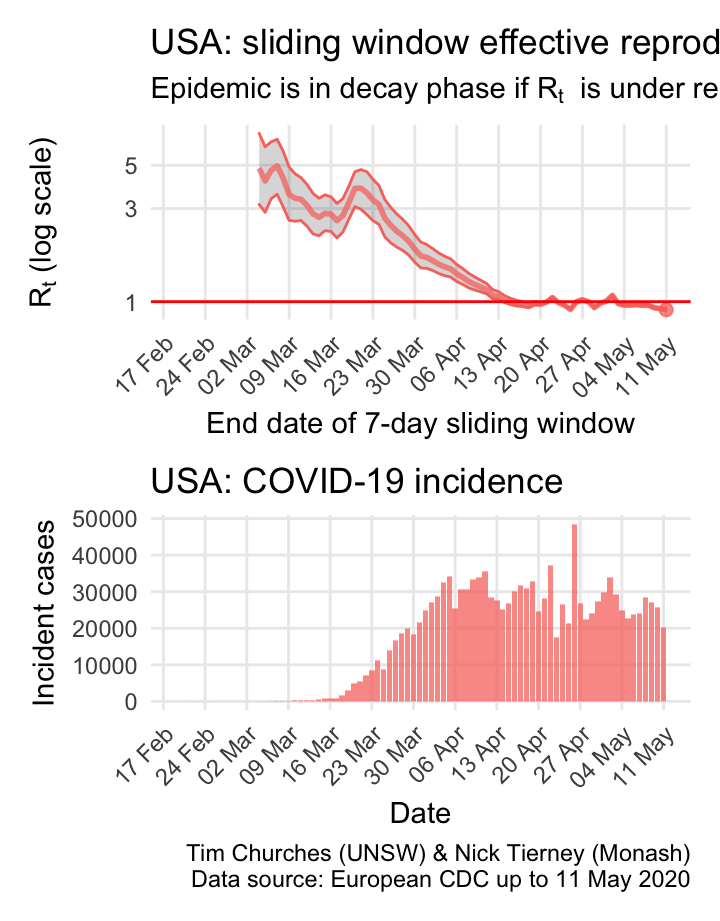 USA: sliding window effective reprod
Epidemic is in decay phase if Rt is under re
Rt (log scale)
5
3
1
17 Feb
24 Feb
02 Mar
09 Mar
16 Mar
23 Mar
30 Mar
06 Apr
13 Apr
20 Apr
27 Apr
04 May
11 May
End date of 7-day sliding window
USA: COVID-19 incidence
Incident cases
50000
40000
30000
20000
10000
0
17 Feb
24 Feb
02 Mar
09 Mar
16 Mar
23 Mar
30 Mar
06 Apr
13 Apr
20 Apr
27 Apr
04 May
11 May
Date
Tim Churches (UNSW) & Nick Tierney (Monash)
Data source: European CDC up to 11 May 2020